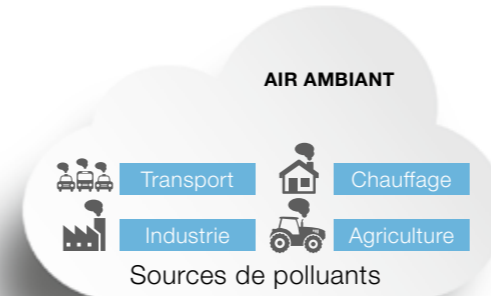 AIR AMBIANT
Transport Chauffage
Industrie Agriculture
Sources de polluants